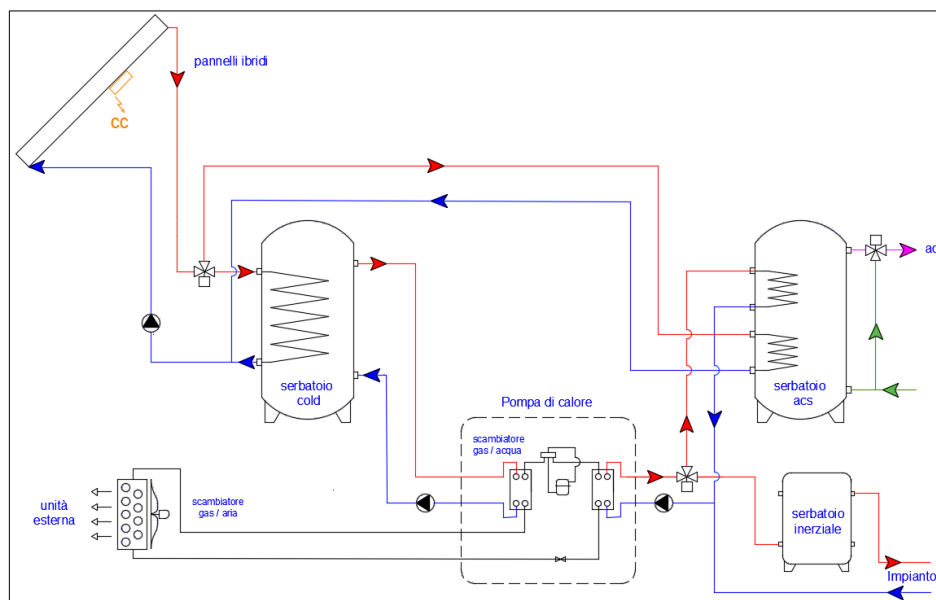 pannelli ibridi
CC
serbatoio
cold
serbatoio
acs
Pompa di calore
scambiatore
gas / acqua
unità
esterna
scambiatore
gas / aria
serbatoio
inerziale
Impianto